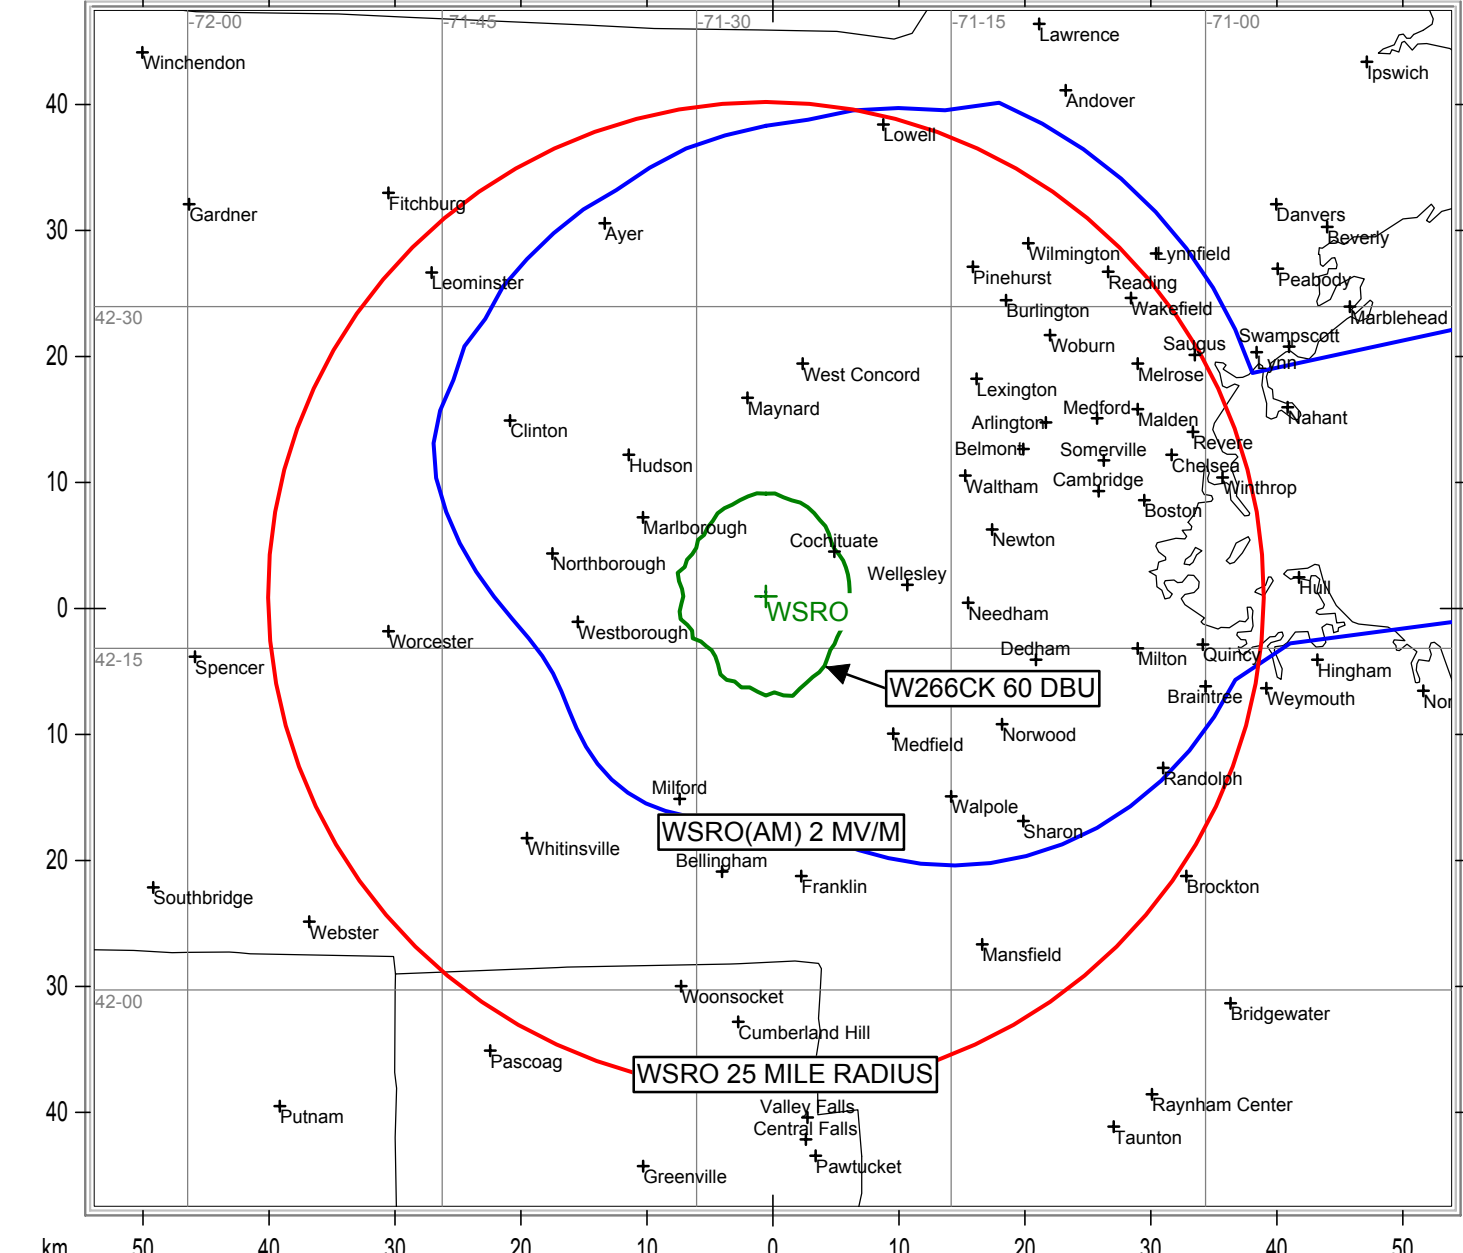 -72-00
-71-45
-71-30
-71-15
-71-00
Lawrence
Winchendon
Ipswich
40
Andover
Lowell
Fitchburg
Gardner
Danvers
30
Ayer
Beverly
Wilmington
Lynnfield
Pinehurst
Reading
Peabody
Leominster
Burlington
Wakefield
42-30
Marblehead
Woburn
Saugus
Swampscott
20
Lynn
West Concord
Melrose
Lexington
Maynard
Medford
Malden
Nahant
Clinton
Arlington
Revere
Belmont
Somerville
Hudson
Chelsea
10
Waltham
Cambridge
Winthrop
Boston
Marlborough
Cochituate
Newton
Northborough
Wellesley
Hull
0
WSRO
Needham
Westborough
Worcester
Dedham
Milton
Quincy
42-15
Spencer
Hingham
W266CK 60 DBU
Braintree
Weymouth
Nor
10
Medfield
Norwood
Randolph
Milford
Walpole
WSRO(AM) 2 MV/M
Sharon
Whitinsville
20
Bellingham
Franklin
Brockton
Southbridge
Webster
Mansfield
30
Woonsocket
42-00
Bridgewater
Cumberland Hill
Pascoag
WSRO 25 MILE RADIUS
40
Putnam
Valley Falls
Raynham Center
Central Falls
Taunton
Pawtucket
Greenville
km 50 40 30 20 10 0 10 20 30 40 50